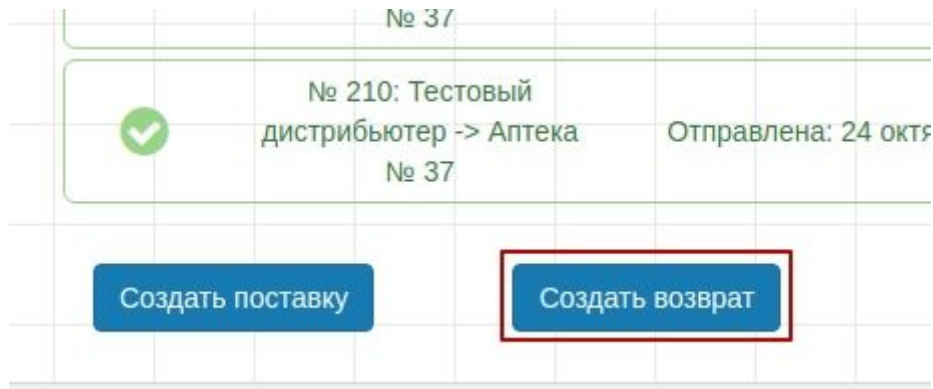 № 37
№ 210: Тестовый
дистрибьютер -> Аптека
№ 37
Отправлена: 24 октя
Создать поставку
Создать возврат